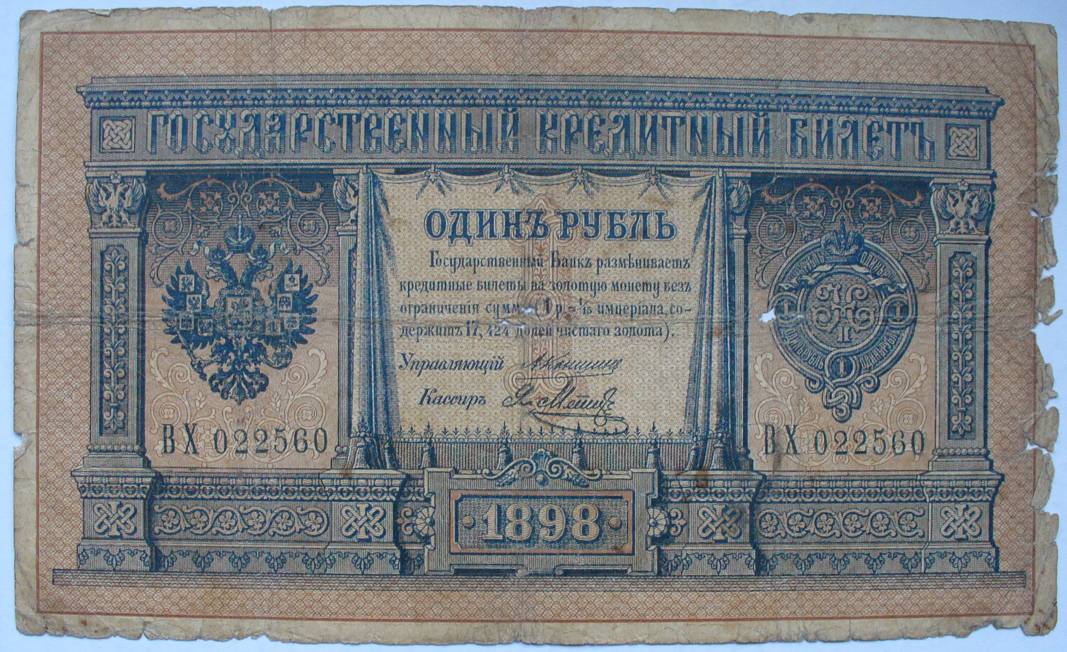 ГОСУДАРСТВЕННЫЙ КРЕДИТНЫЙ БИЛЕТЪ
ОДИНЪ РУБЛЬ
Государственный Банкъ размѣниваетъ
кредитные билеты на золотую монету безъ
ограниченія суммы (1 р. = 1/15 имперіала, со-
держитъ 17,424 долей чистаго золота).
Управляющій
Кассиръ
ВХ 022560
ВХ 022560
1898